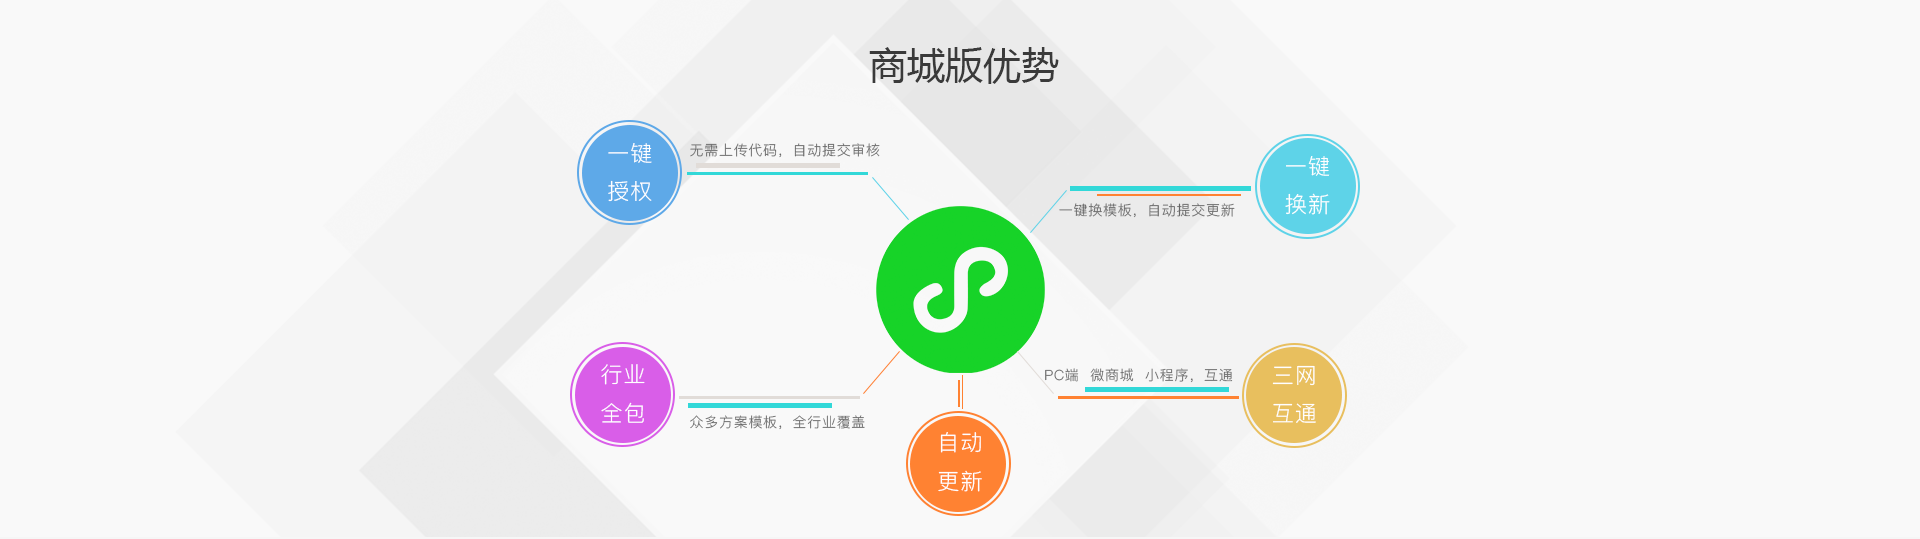 商城版优势
一键
授权
无需上传代码，自动提交审核
一键
换新
一键换模板，自动提交更新
行业
全包
众多方案模板，全行业覆盖
PC端 微商城 小程序，互通
三网
互通
自动
更新